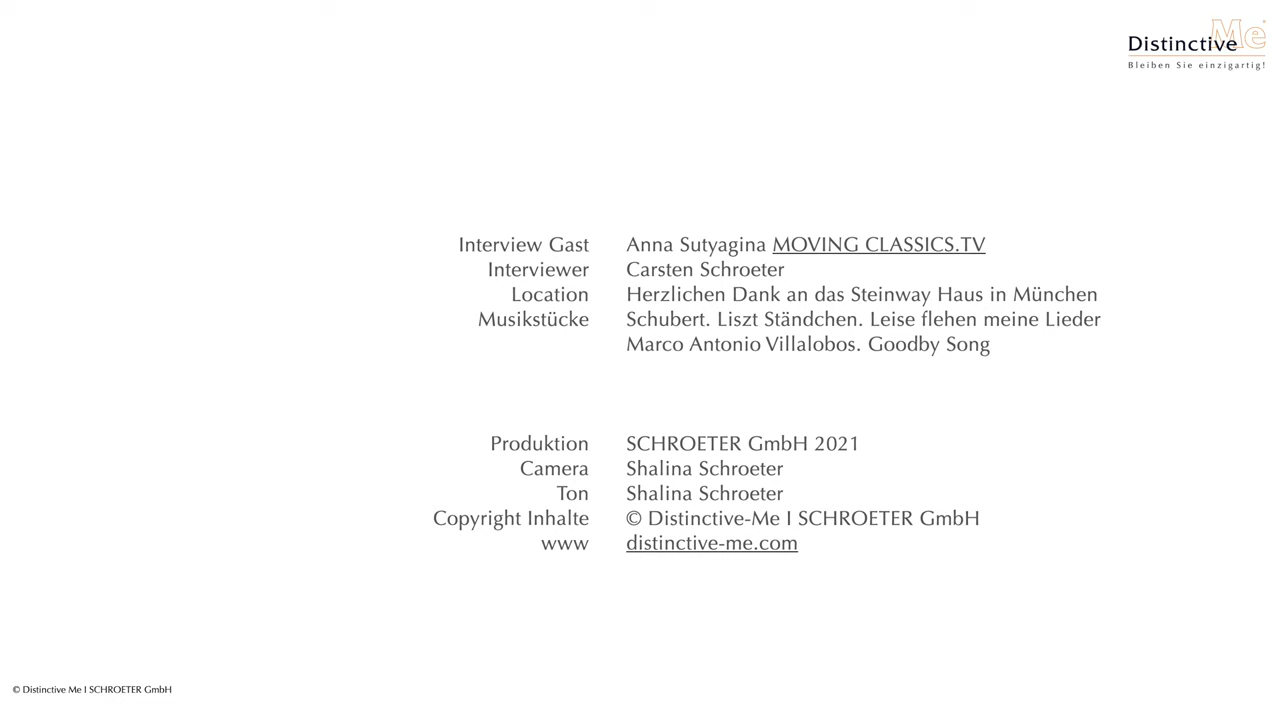 Distinctive Me®
Bleiben Sie einzigartig!
Interview Gast Anna Sutyagina MOVING CLASSICS.TV
Interviewer Carsten Schroeter
Location Herzlichen Dank an das Steinway Haus in München
Musikstücke Schubert. Liszt Ständchen. Leise flehen meine Lieder
Marco Antonio Villalobos. Goodby Song
Produktion SCHROETER GmbH 2021
Camera Shalina Schroeter
Ton Shalina Schroeter
Copyright Inhalte © Distinctive-Me I SCHROETER GmbH
www distinctive-me.com
© Distinctive Me I SCHROETER GmbH